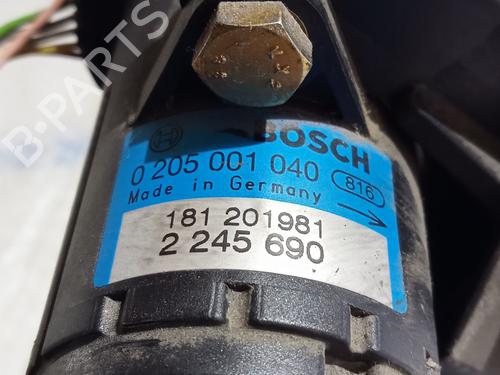 BOSCH
0 205 001 040
816
Made in Germany
181 201981
2 245 690
B-PARTS